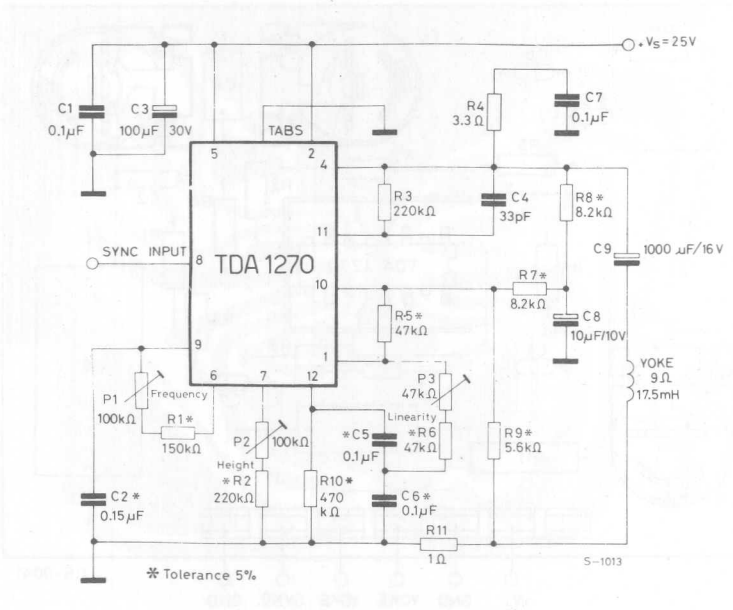 +VS=25V
C1
0.1µF
C3
100µF 30V
R4
3.3Ω
C7
0.1µF
TABS
5
2
4
R3
220kΩ
C4
33pF
R8*
8.2kΩ
11
C9
1000 µF/16V
SYNC INPUT
8
TDA 1270
10
R7*
8.2kΩ
R5*
47kΩ
C8
10µF/10V
9
1
6
7
12
P1
100kΩ
Frequency
R1*
150kΩ
P3
47kΩ
Linearity
YOKE
9Ω
17.5mH
P2
100kΩ
Height
*R2
220kΩ
*C5
0.1µF
*R6
47kΩ
R9*
5.6kΩ
C2*
0.15µF
R10*
470
kΩ
C6*
0.1µF
R11
1Ω
S-1013
* Tolerance 5%